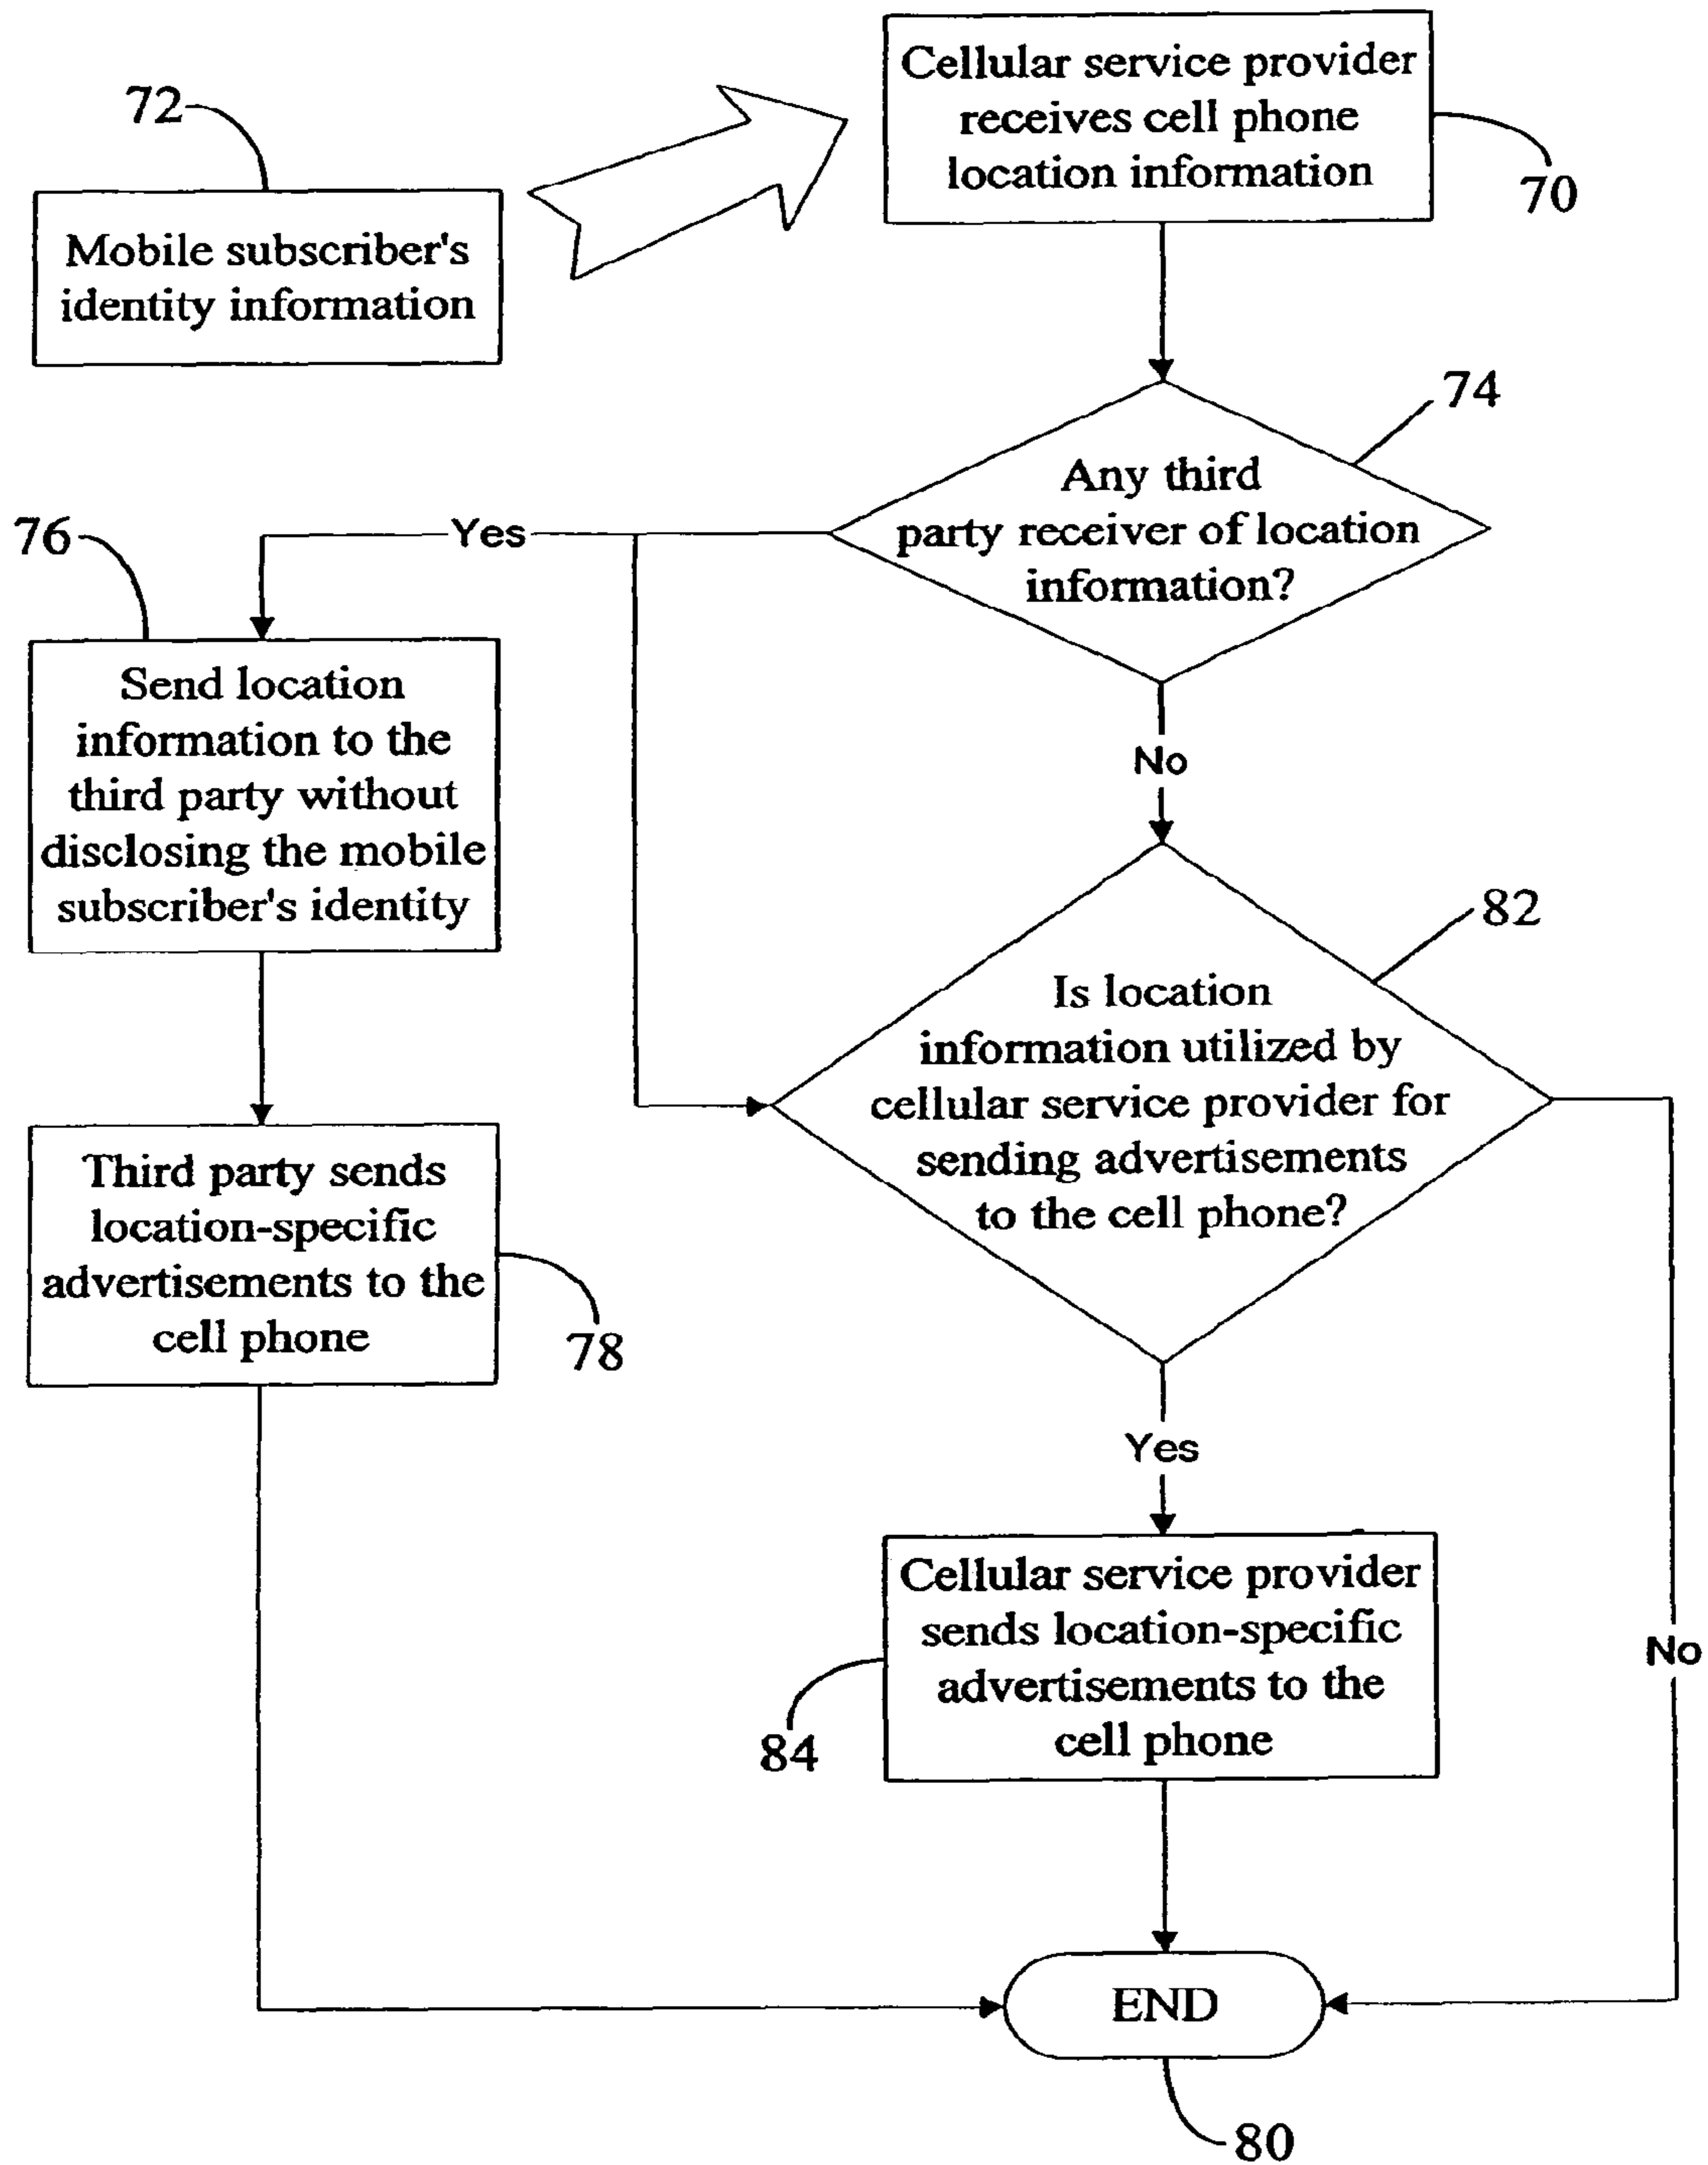 Cellular service provider
receives cell phone
location information
70
72
Mobile subscriber's
identity information
74
Any third
party receiver of location
information?
Yes
No
76
Send location
information to the
third party without
disclosing the mobile
subscriber's identity
82
Is location
information utilized by
cellular service provider for
sending advertisements
to the cell phone?
Third party sends
location-specific
advertisements to the
cell phone
78
Yes
No
Cellular service provider
sends location-specific
advertisements to the
cell phone
84
END
80